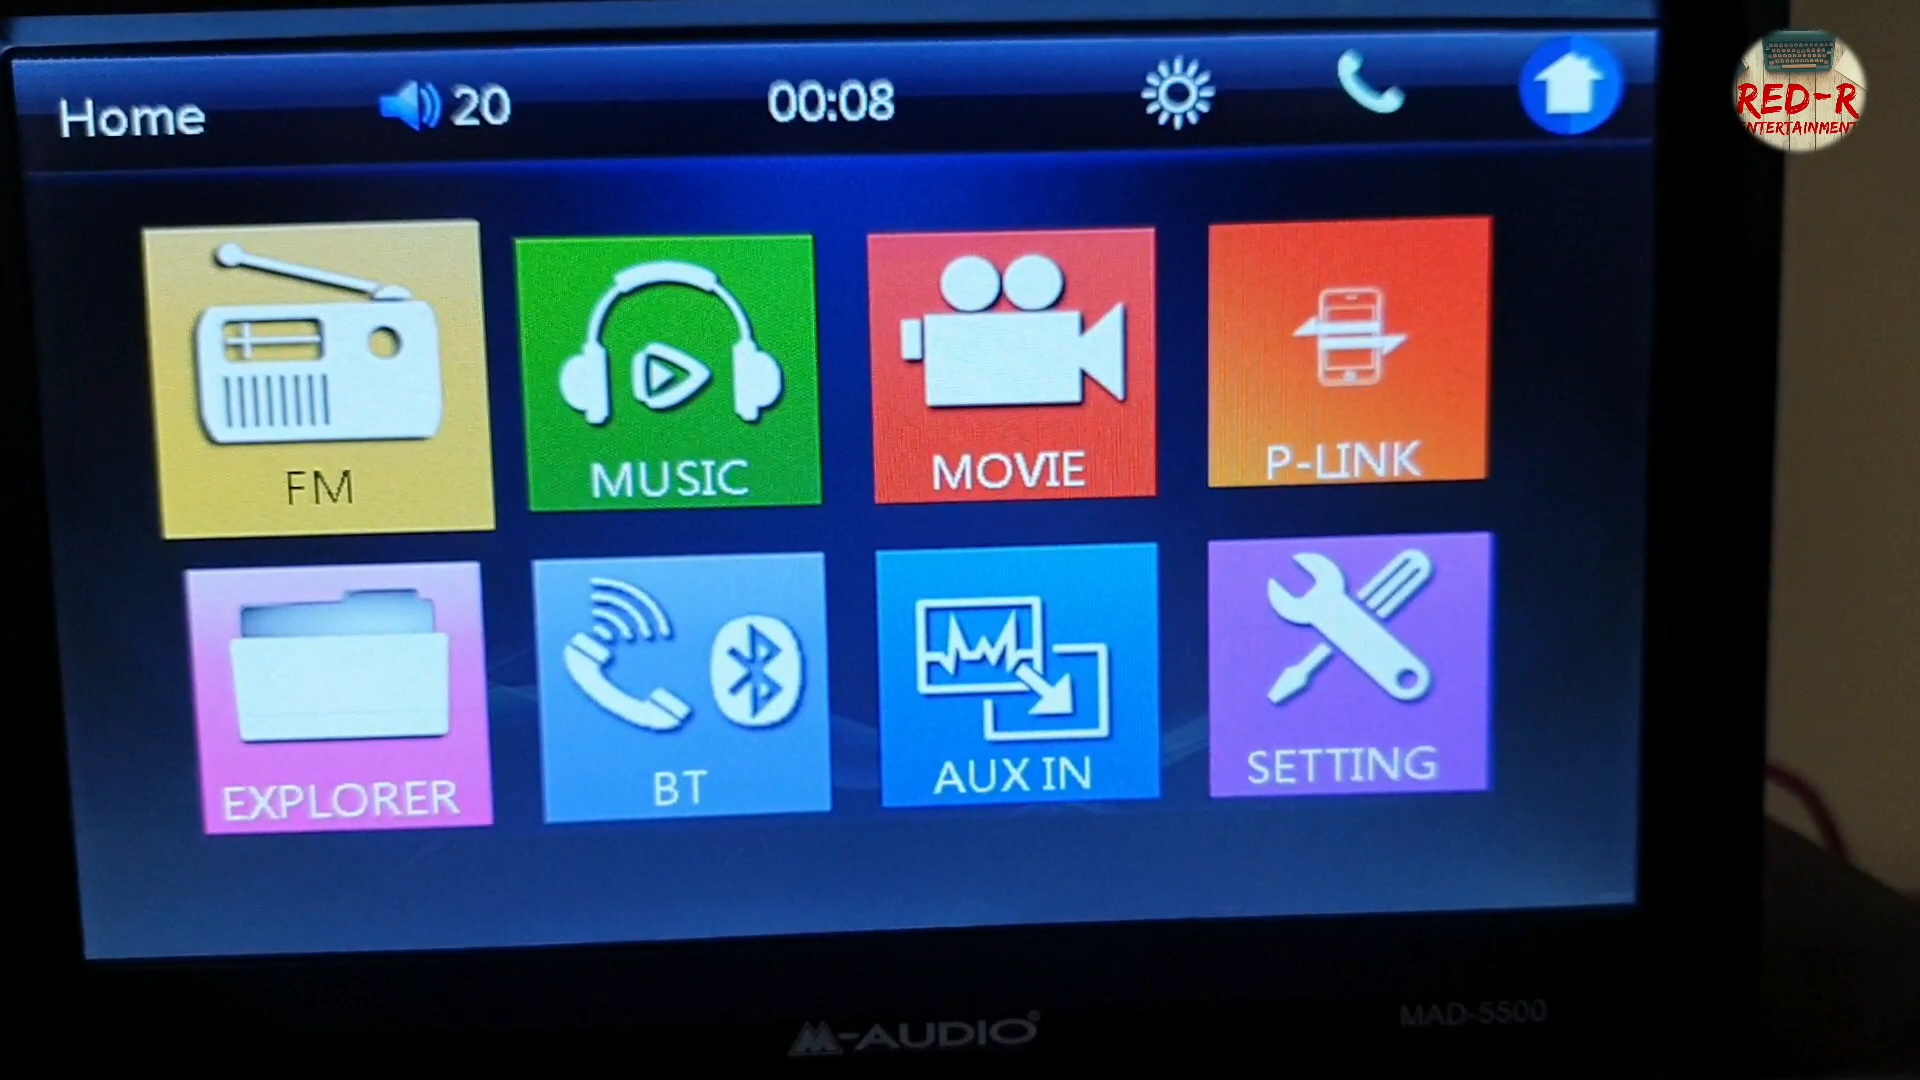 Home 20 00:08
RED-R
ENTERTAINMENT
FM MUSIC MOVIE P-LINK
EXPLORER BT AUX IN SETTING
M-AUDIO® MAD-5500